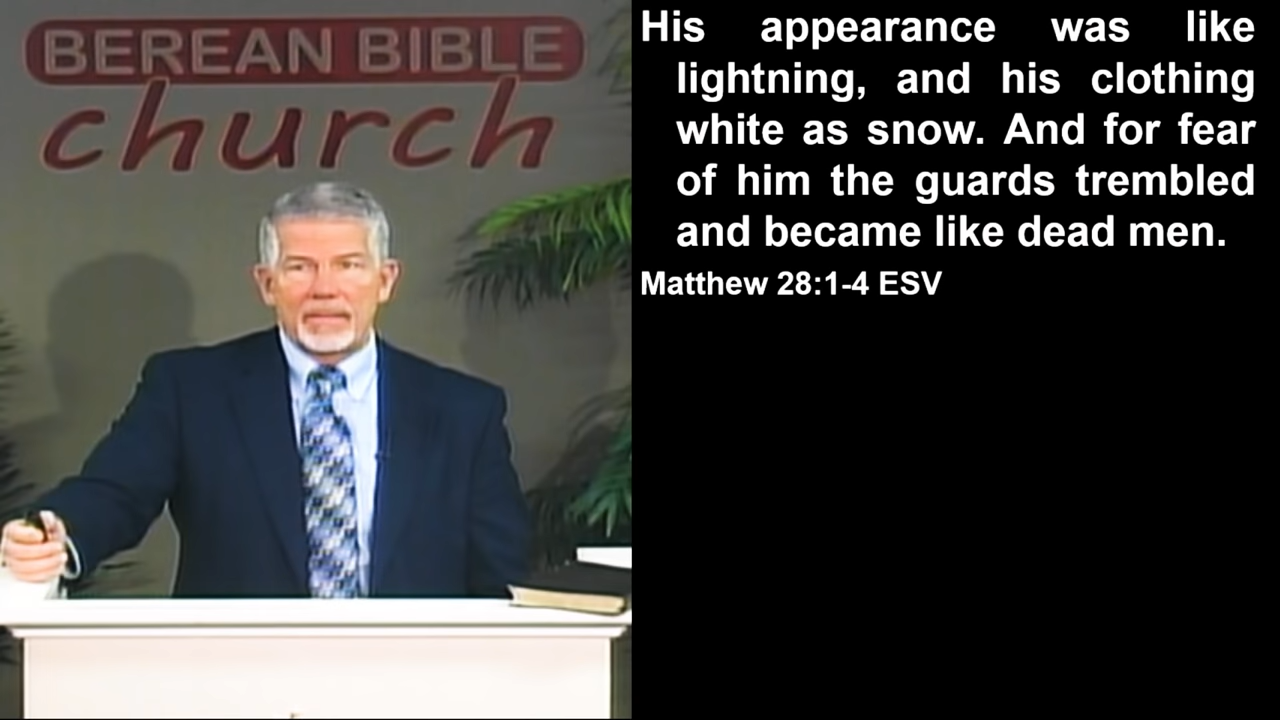 BEREAN BIBLE
church
His appearance was like
lightning, and his clothing
white as snow. And for fear
of him the guards trembled
and became like dead men.
Matthew 28:1-4 ESV